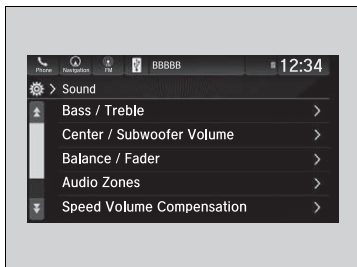 Phone Navigation FM BBBBB 12:34
Sound
Bass / Treble
Center / Subwoofer Volume
Balance / Fader
Audio Zones
Speed Volume Compensation